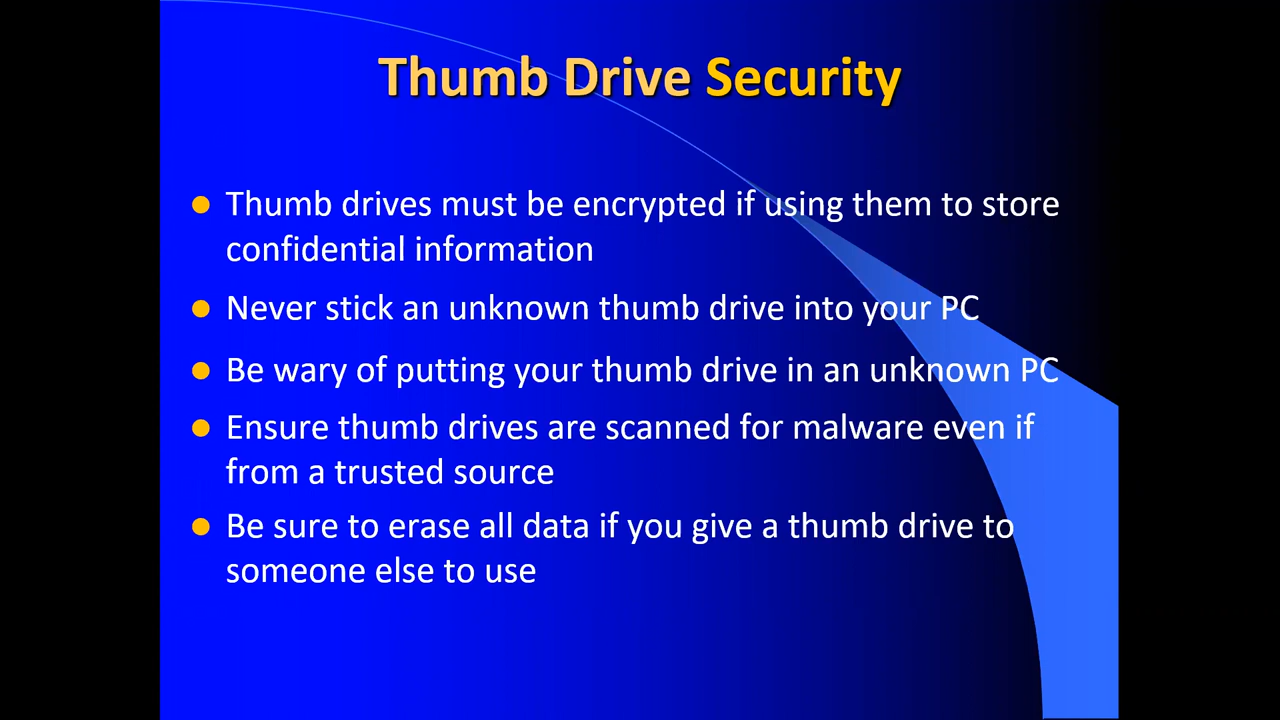 Thumb Drive Security
Thumb drives must be encrypted if using them to store
confidential information
Never stick an unknown thumb drive into your PC
Be wary of putting your thumb drive in an unknown PC
Ensure thumb drives are scanned for malware even if
from a trusted source
Be sure to erase all data if you give a thumb drive to
someone else to use